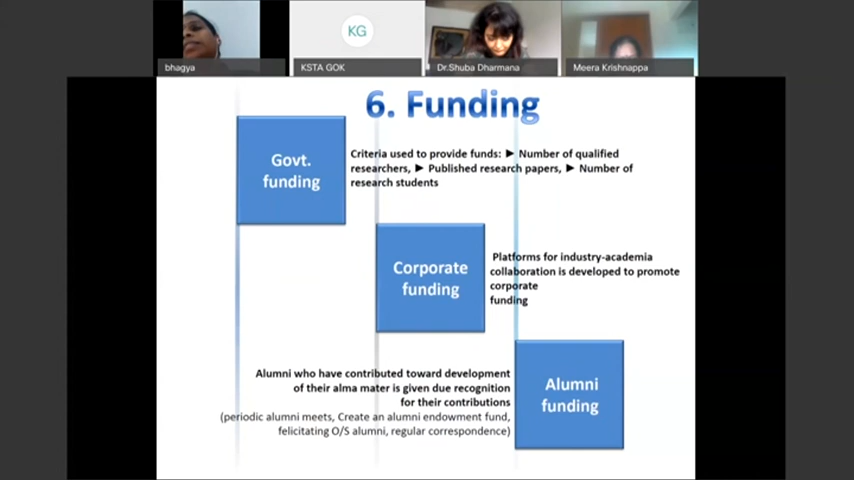 KG
bhagya
KSTA GOK
Dr.Shuba Dharmana
Meera Krishnappa
6. Funding
Govt.
funding
Criteria used to provide funds: ► Number of qualified
researchers, ► Published research papers, ► Number of
research students
Corporate
funding
Platforms for industry-academia
collaboration is developed to promote
corporate
funding
Alumni who have contributed toward development
of their alma mater is given due recognition
for their contributions
(periodic alumni meets, Create an alumni endowment fund,
felicitating O/S alumni, regular correspondence)
Alumni
funding